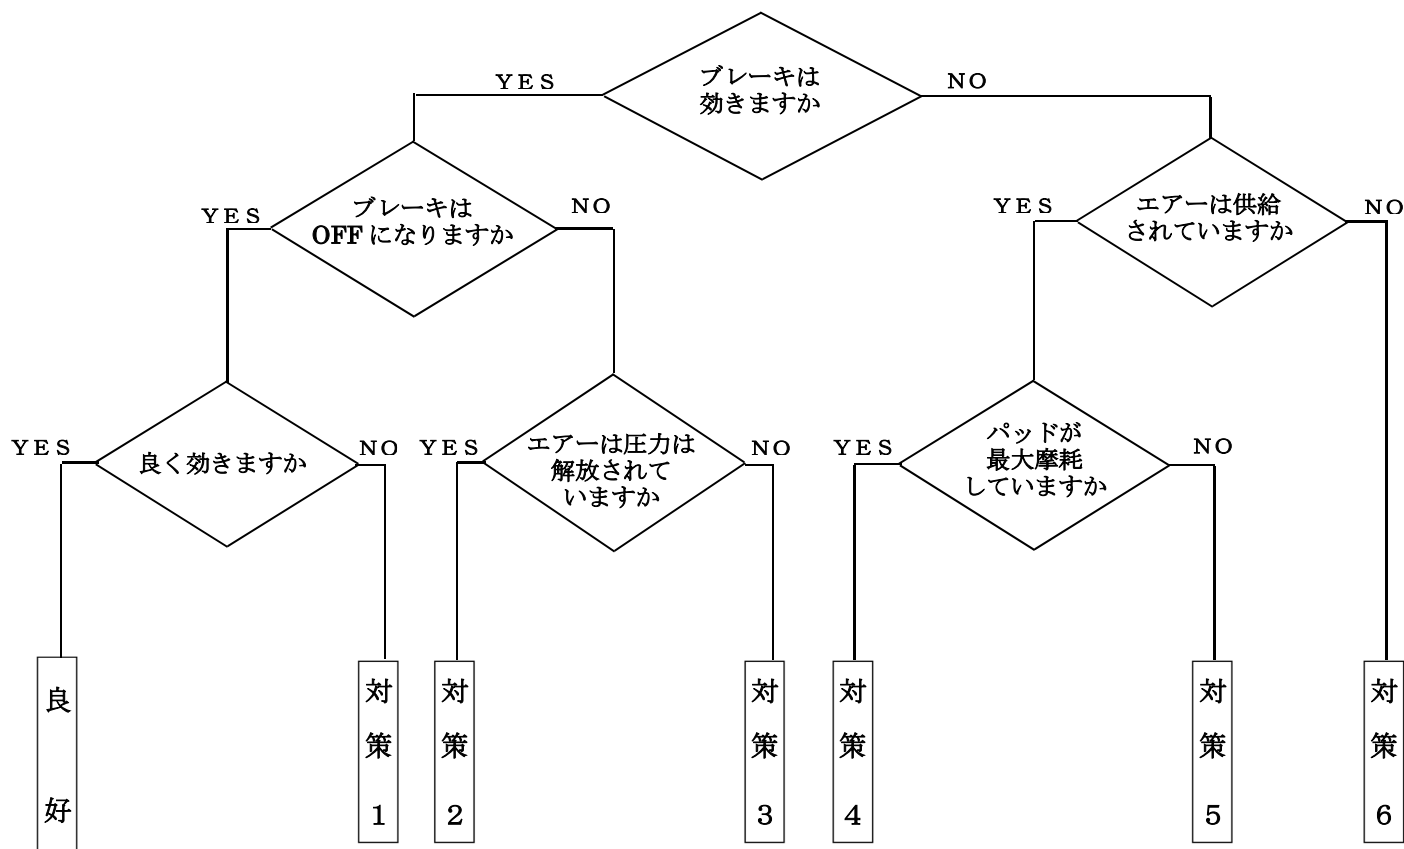 ブレーキは
効きますか
YES
NO
ブレーキは
OFFになりますか
YES
NO
エアーは供給
されていますか
YES
NO
良く効きますか
YES
NO
エアーは圧力は
解放されて
いますか
YES
NO
パッドが
最大摩耗
していますか
YES
NO
良好
対策1
対策2
対策3
対策4
対策5
対策6